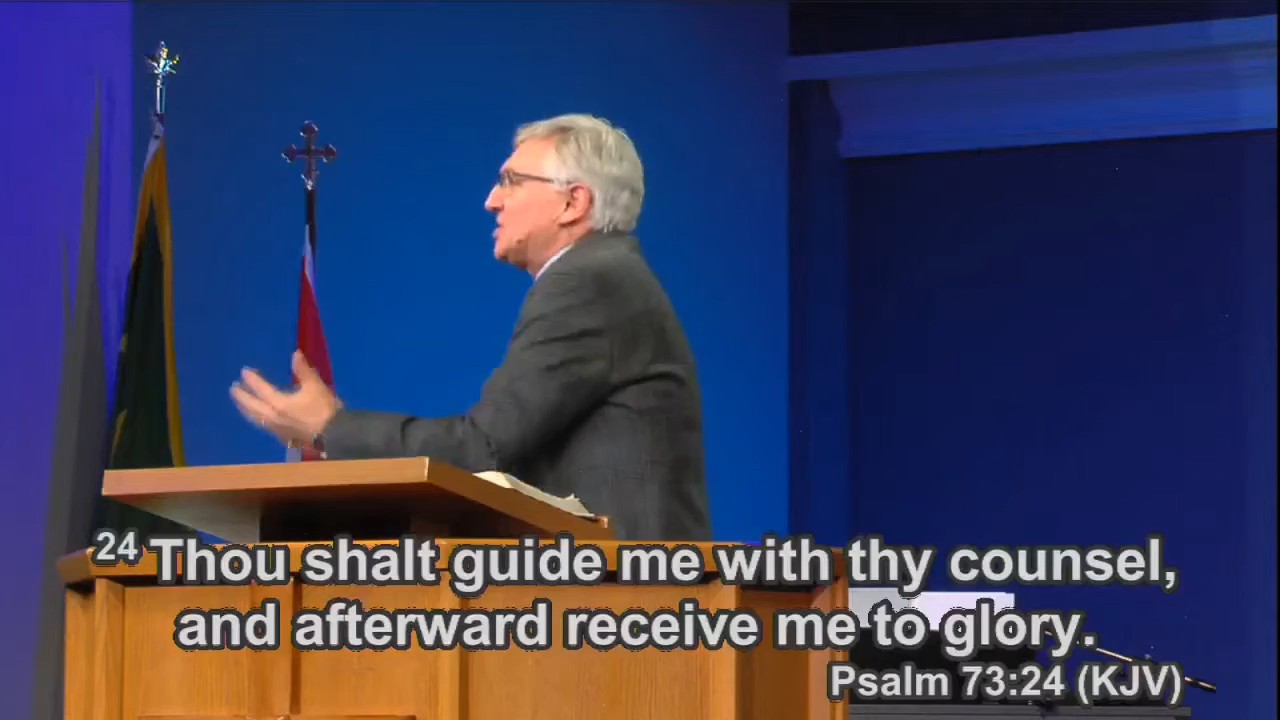 24 Thou shalt guide me with thy counsel,
and afterward receive me to glory.
Psalm 73:24 (KJV)